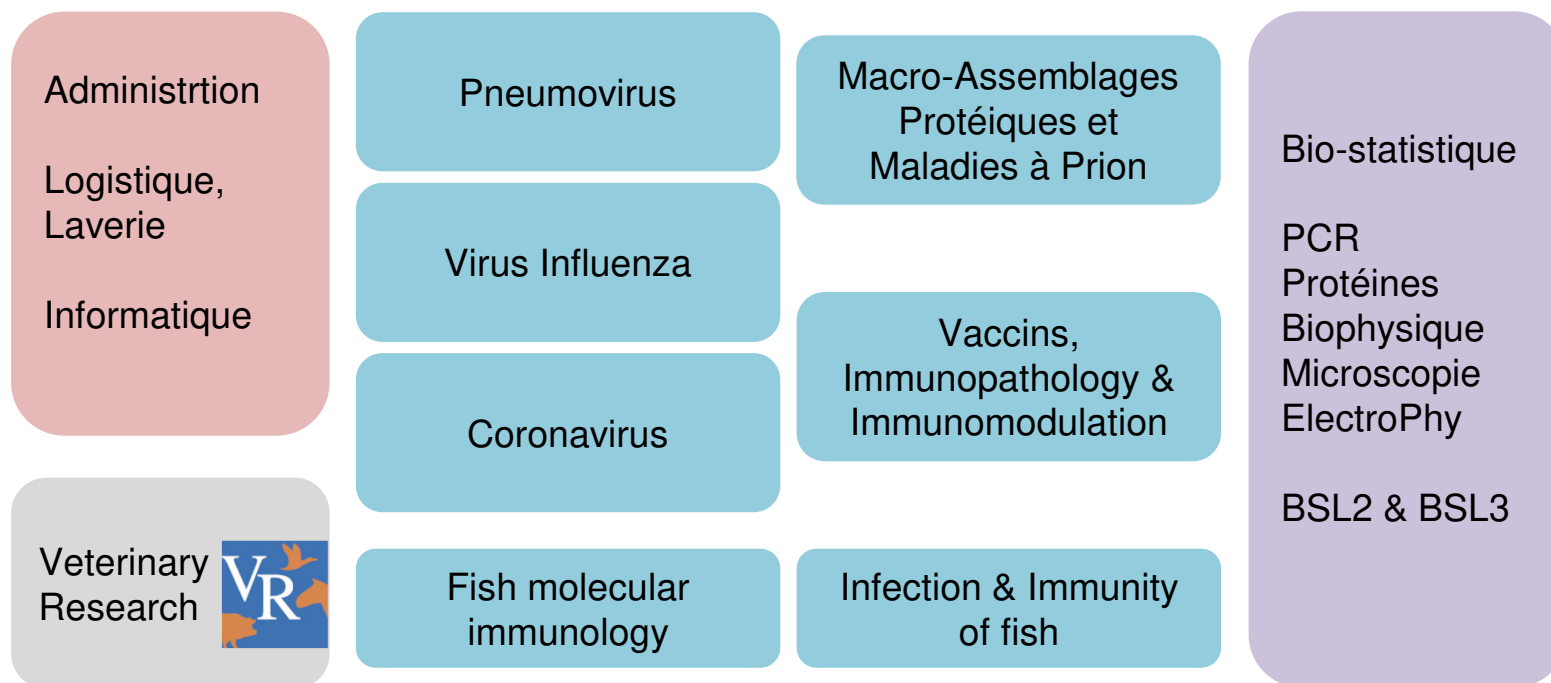 Administrtion
Logistique,
Laverie
Informatique
Veterinary
Research
VR
Pneumovirus
Virus Influenza
Coronavirus
Fish molecular
immunology
Macro-Assemblages
Protéiques et
Maladies à Prion
Vaccins,
Immunopathology &
Immunomodulation
Infection & Immunity
of fish
Bio-statistique
PCR
Protéines
Biophysique
Microscopie
ElectroPhy
BSL2 & BSL3